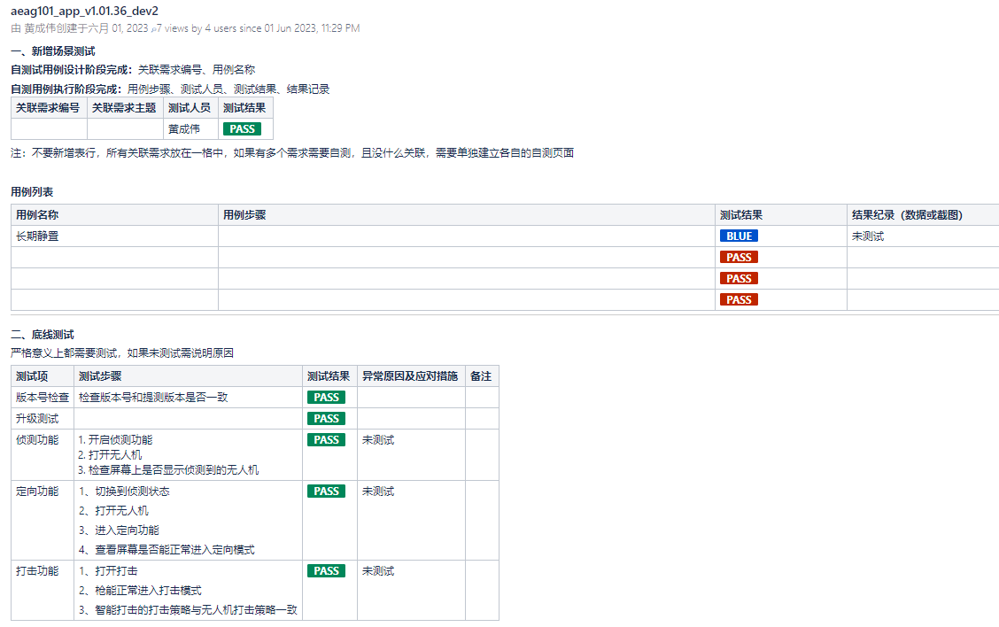 aeag101_app_v1.01.36_dev2
由 黄成伟创建于六月 01, 2023 7 views by 4 users since 01 Jun 2023, 11:29 PM
一、新增场景测试
自测试用例设计阶段完成：关联需求编号、用例名称
自测用例执行阶段完成：用例步骤、测试人员、测试结果、结果记录
关联需求编号 关联需求主题 测试人员 测试结果
黄成伟 PASS
注：不要新增表行，所有关联需求放在一格中，如果有多个需求需要自测，且没什么关联，需要单独建立各自的自测页面
用例列表
用例名称 用例步骤 测试结果 结果纪录（数据或截图）
长期静置 BLUE 未测试
PASS
PASS
PASS
二、底线测试
严格意义上都需要测试，如果未测试需说明原因
测试项 测试步骤 测试结果 异常原因及应对措施 备注
版本号检查 检查版本号和提测版本是否一致 PASS
升级测试 PASS
侦测功能 1. 开启侦测功能 PASS 未测试
2. 打开无人机
3. 检查屏幕上是否显示侦测到的无人机
定向功能 1、切换到侦测状态 PASS 未测试
2、打开无人机
3、进入定向功能
4、查看屏幕是否能正常进入定向模式
打击功能 1、打开打击 PASS 未测试
2、枪能正常进入打击模式
3、智能打击的打击策略与无人机打击策略一致